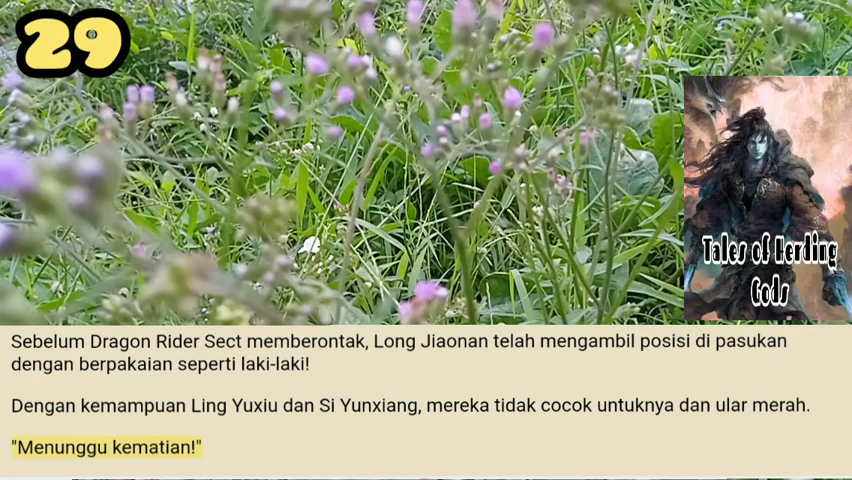 29
Tales of Herding
Gods
Sebelum Dragon Rider Sect memberontak, Long Jiaonan telah mengambil posisi di pasukan
dengan berpakaian seperti laki-laki!
Dengan kemampuan Ling Yuxiu dan Si Yunxiang, mereka tidak cocok untuknya dan ular merah.
"Menunggu kematian!"